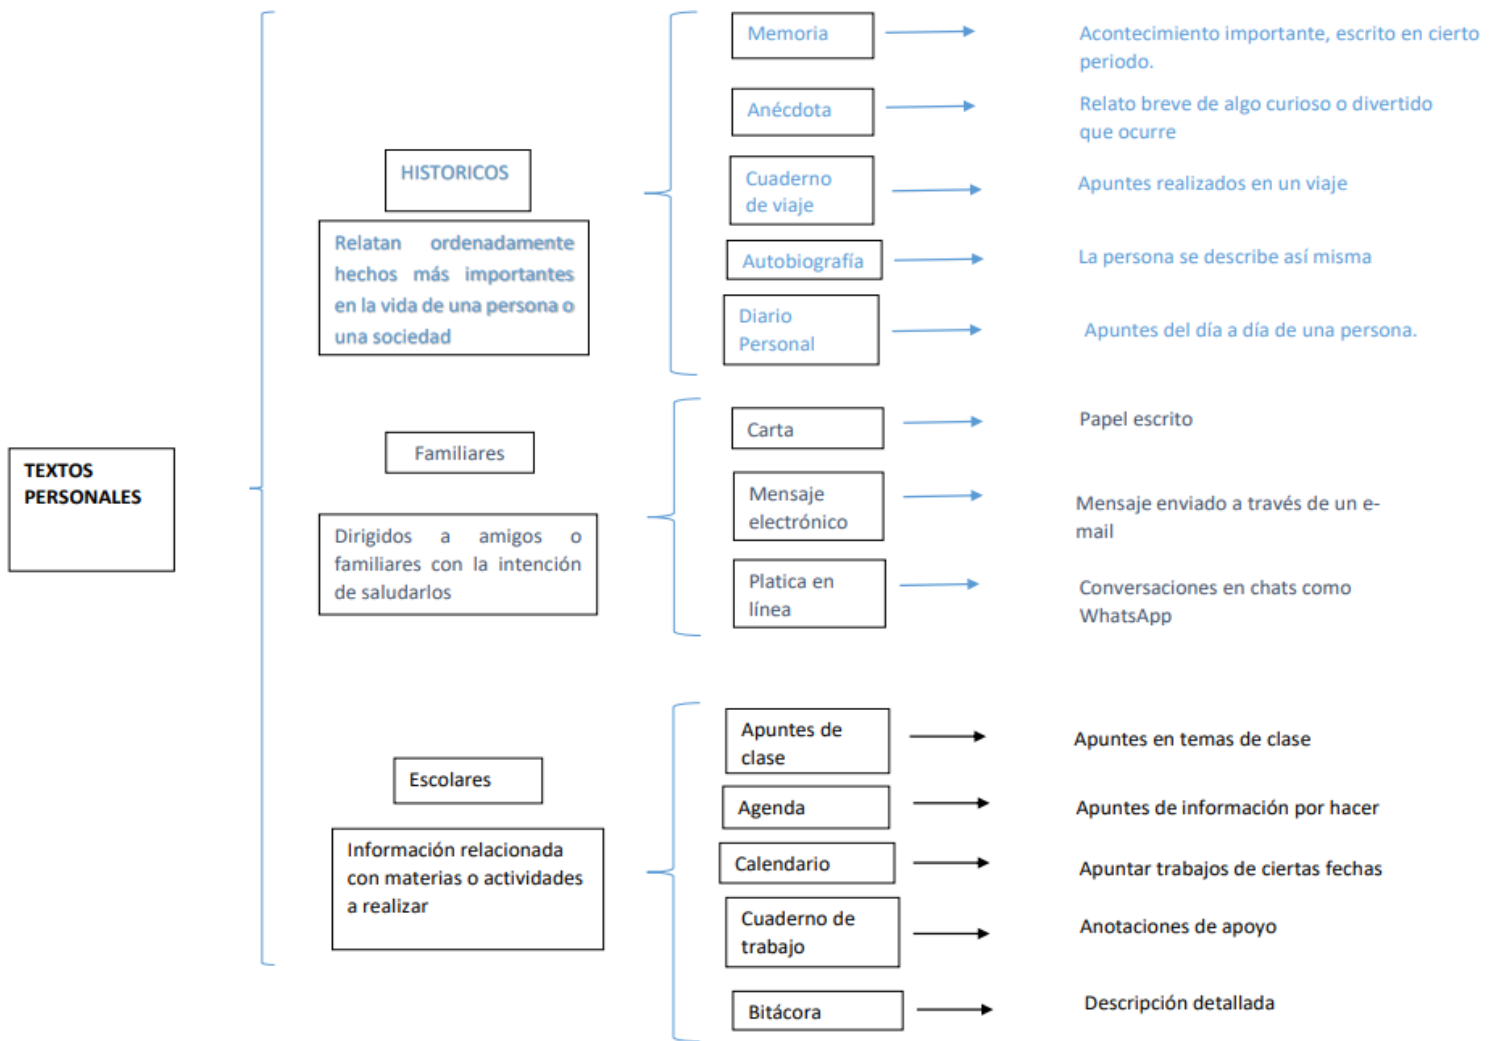 TEXTOS
PERSONALES
HISTORICOS
Relatan ordenadamente
hechos más importantes
en la vida de una persona o
una sociedad
Memoria
Acontecimiento importante, escrito en cierto
periodo.
Anécdota
Relato breve de algo curioso o divertido
que ocurre
Cuaderno
de viaje
Apuntes realizados en un viaje
Autobiografía
La persona se describe así misma
Diario
Personal
Apuntes del día a día de una persona.
Familiares
Dirigidos a amigos o
familiares con la intención
de saludarlos
Carta
Papel escrito
Mensaje
electrónico
Mensaje enviado a través de un e-
mail
Platica en
línea
Conversaciones en chats como
WhatsApp
Escolares
Información relacionada
con materias o actividades
a realizar
Apuntes de
clase
Apuntes en temas de clase
Agenda
Apuntes de información por hacer
Calendario
Apuntar trabajos de ciertas fechas
Cuaderno de
trabajo
Anotaciones de apoyo
Bitácora
Descripción detallada